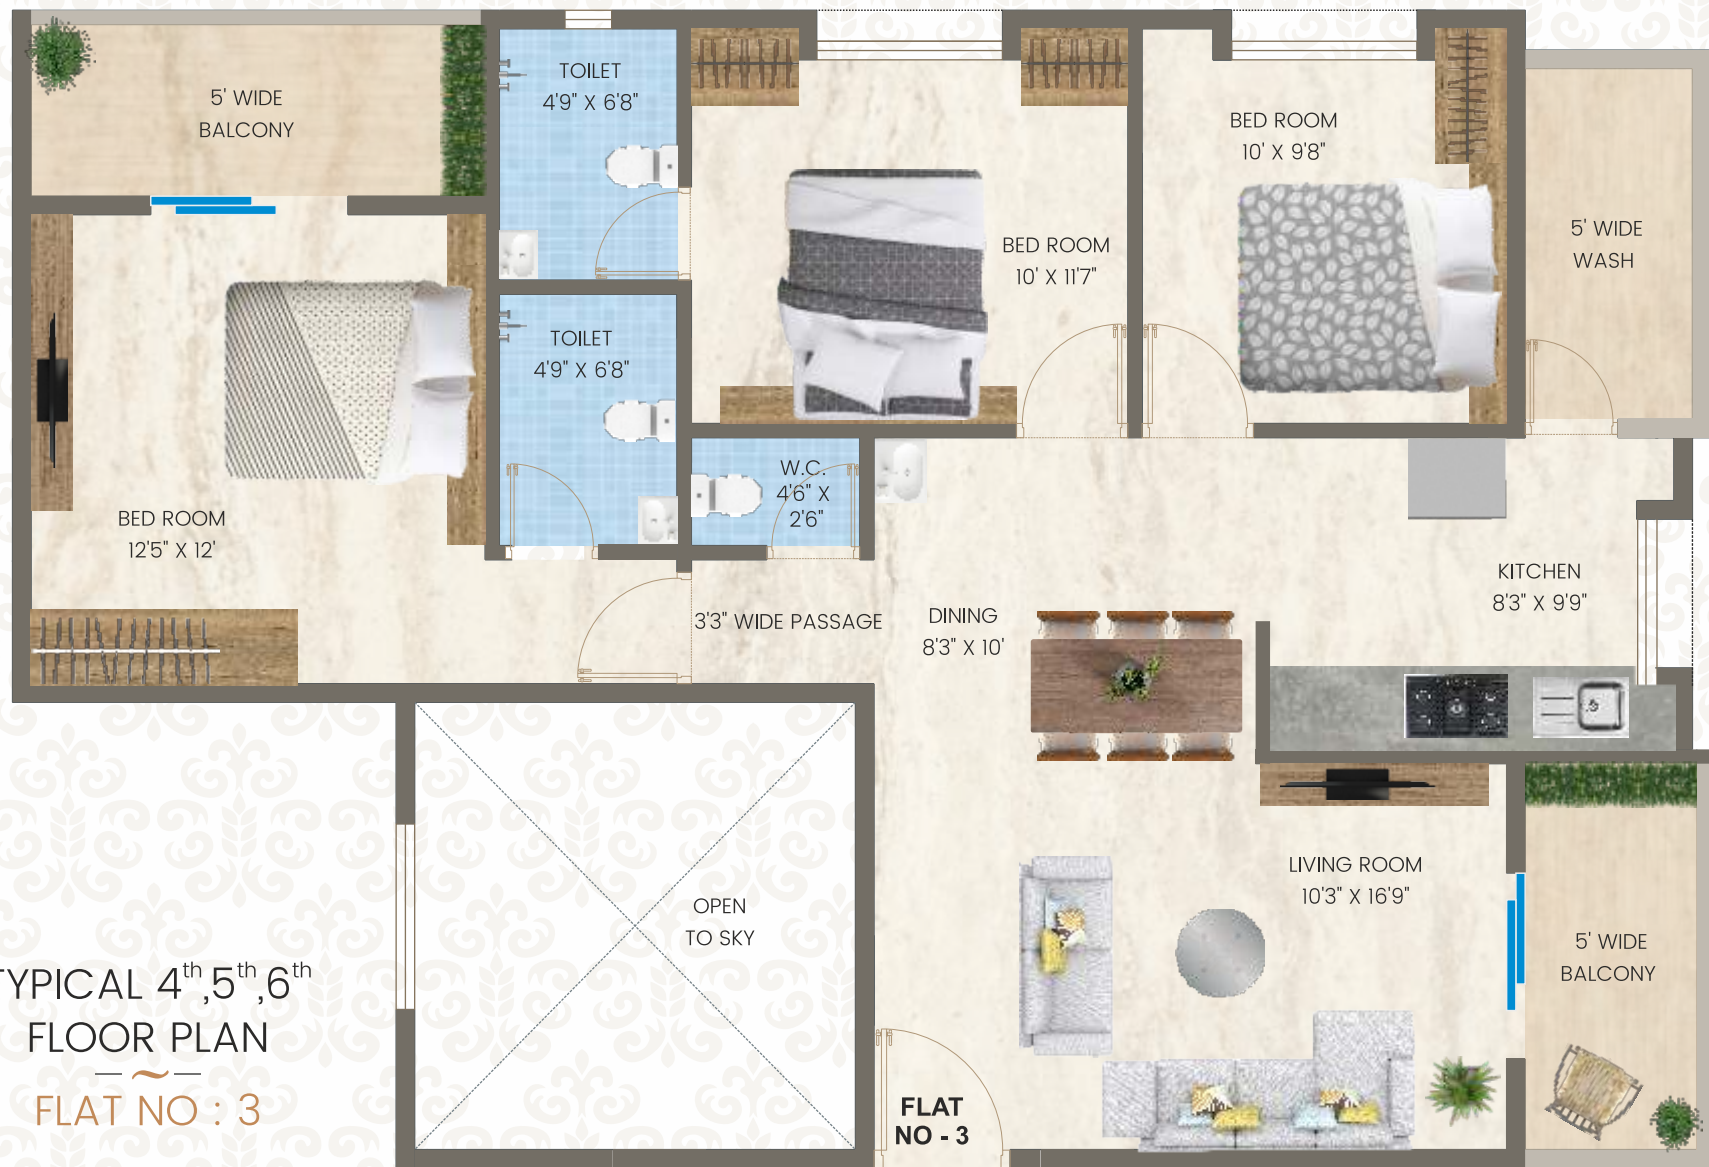 5' WIDE
BALCONY
TOILET
4'9" X 6'8"
BED ROOM
10' X 9'8"
BED ROOM
10' X 11'7"
5' WIDE
WASH
TOILET
4'9" X 6'8"
W.C.
4'6" X
2'6"
BED ROOM
12'5" X 12'
3'3" WIDE PASSAGE
DINING
8'3" X 10'
KITCHEN
8'3" X 9'9"
OPEN
TO SKY
LIVING ROOM
10'3" X 16'9"
5' WIDE
BALCONY
TYPICAL 4th,5th,6th
FLOOR PLAN
FLAT NO : 3
FLAT
NO - 3